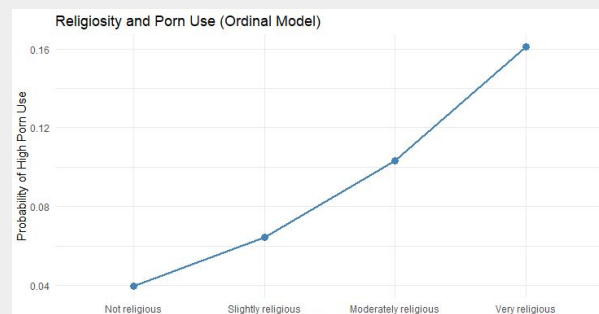 Religiosity and Porn Use (Ordinal Model)
Probability of High Porn Use
0.16
0.12
0.08
0.04
Not religious
Slightly religious
Moderately religious
Very religious